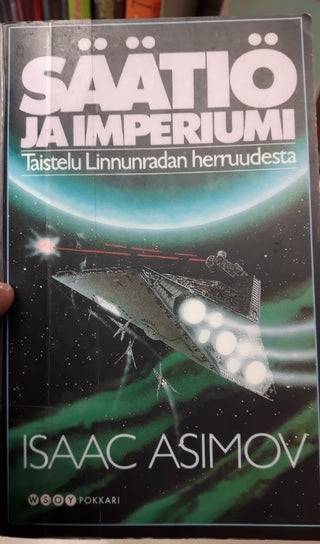 SÄÄTIÖ
JA IMPERIUMI
Taistelu Linnunradan herruudesta
ISAAC ASIMOV
WSOY POKKARI